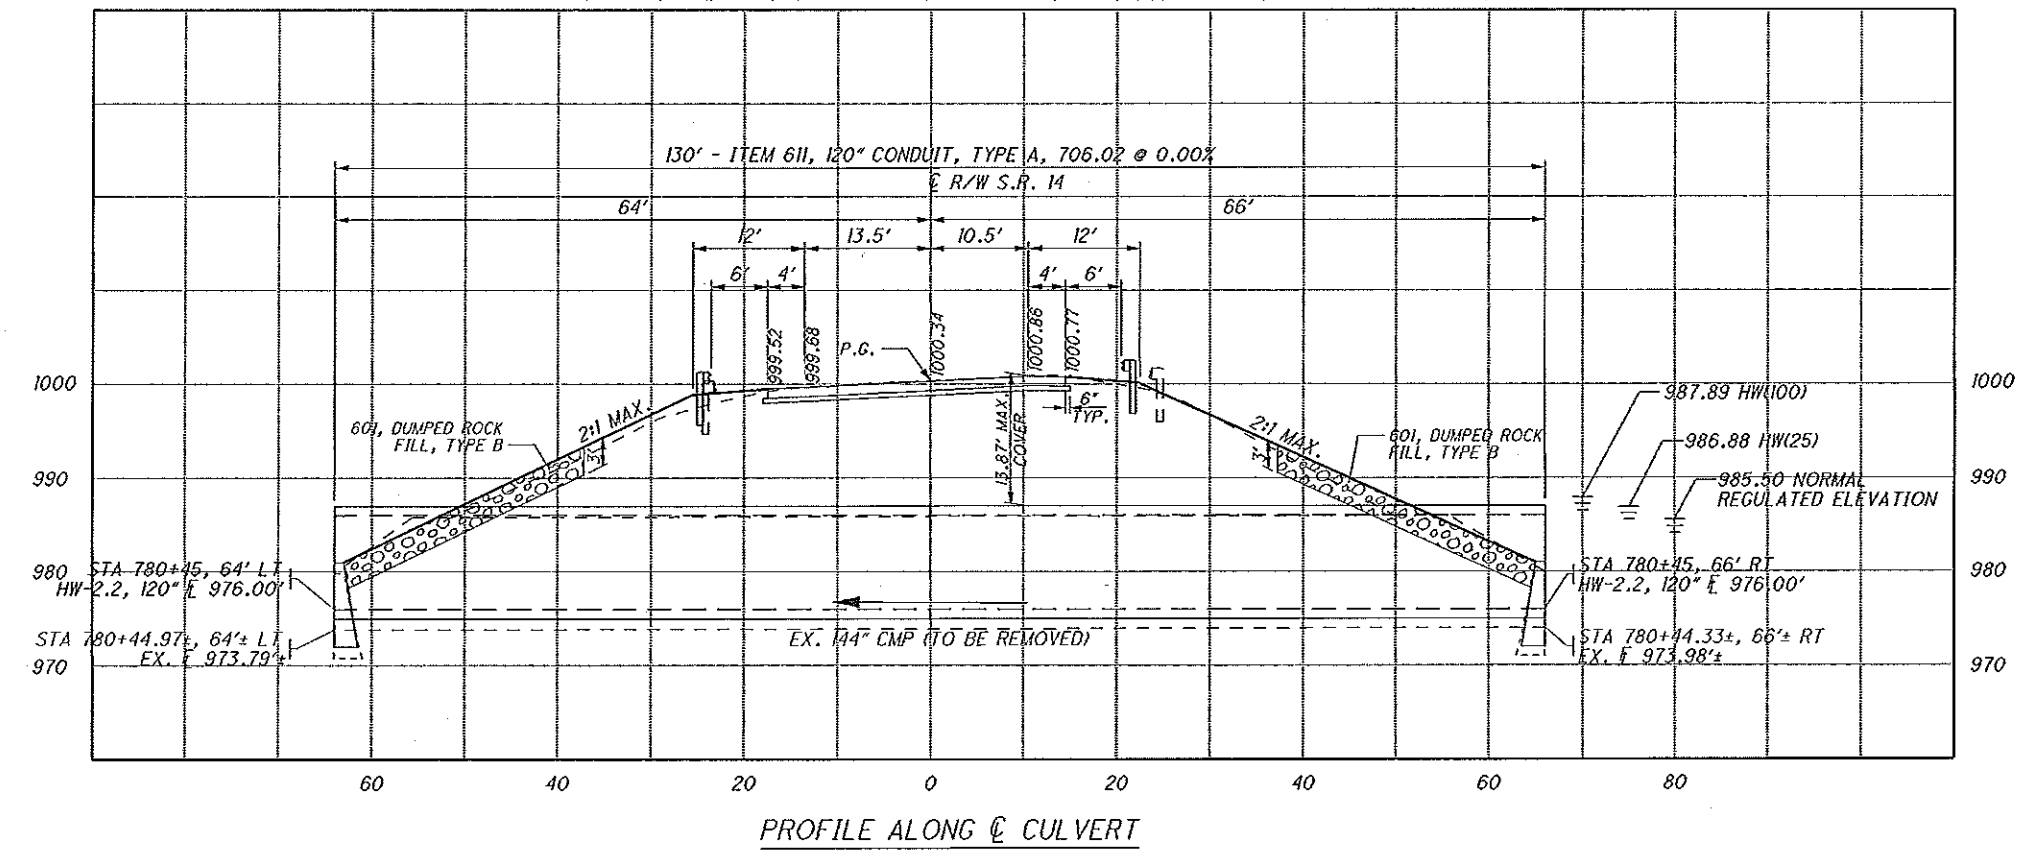 130' - ITEM 611, 120" CONDUIT, TYPE A, 706.02 @ 0.00%
℄ R/W S.R. 14
64'
66'
12'
13.5'
10.5'
12'
6'
4'
4'
6'
999.52
999.68
1000.34
1000.86
1000.77
P.G.
1000
1000
987.89 HW(100)
6"
TYP.
2:1 MAX.
2:1 MAX.
601, DUMPED ROCK
FILL, TYPE B
601, DUMPED ROCK
FILL, TYPE B
986.88 HW(25)
3'
3'
13.87' MAX.
COVER
990
990
985.50 NORMAL
REGULATED ELEVATION
980
980
STA 780+45, 64' LT
HW-2.2, 120" ℄ 976.00'
STA 780+45, 66' RT
HW-2.2, 120" ℄ 976.00'
STA 780+44.97±, 64'± LT
EX. ℄ 973.79'±
EX. 144" CMP (TO BE REMOVED)
STA 780+44.33±, 66'± RT
EX. ℄ 973.98'±
970
970
60
40
20
0
20
40
60
80
PROFILE ALONG ℄ CULVERT